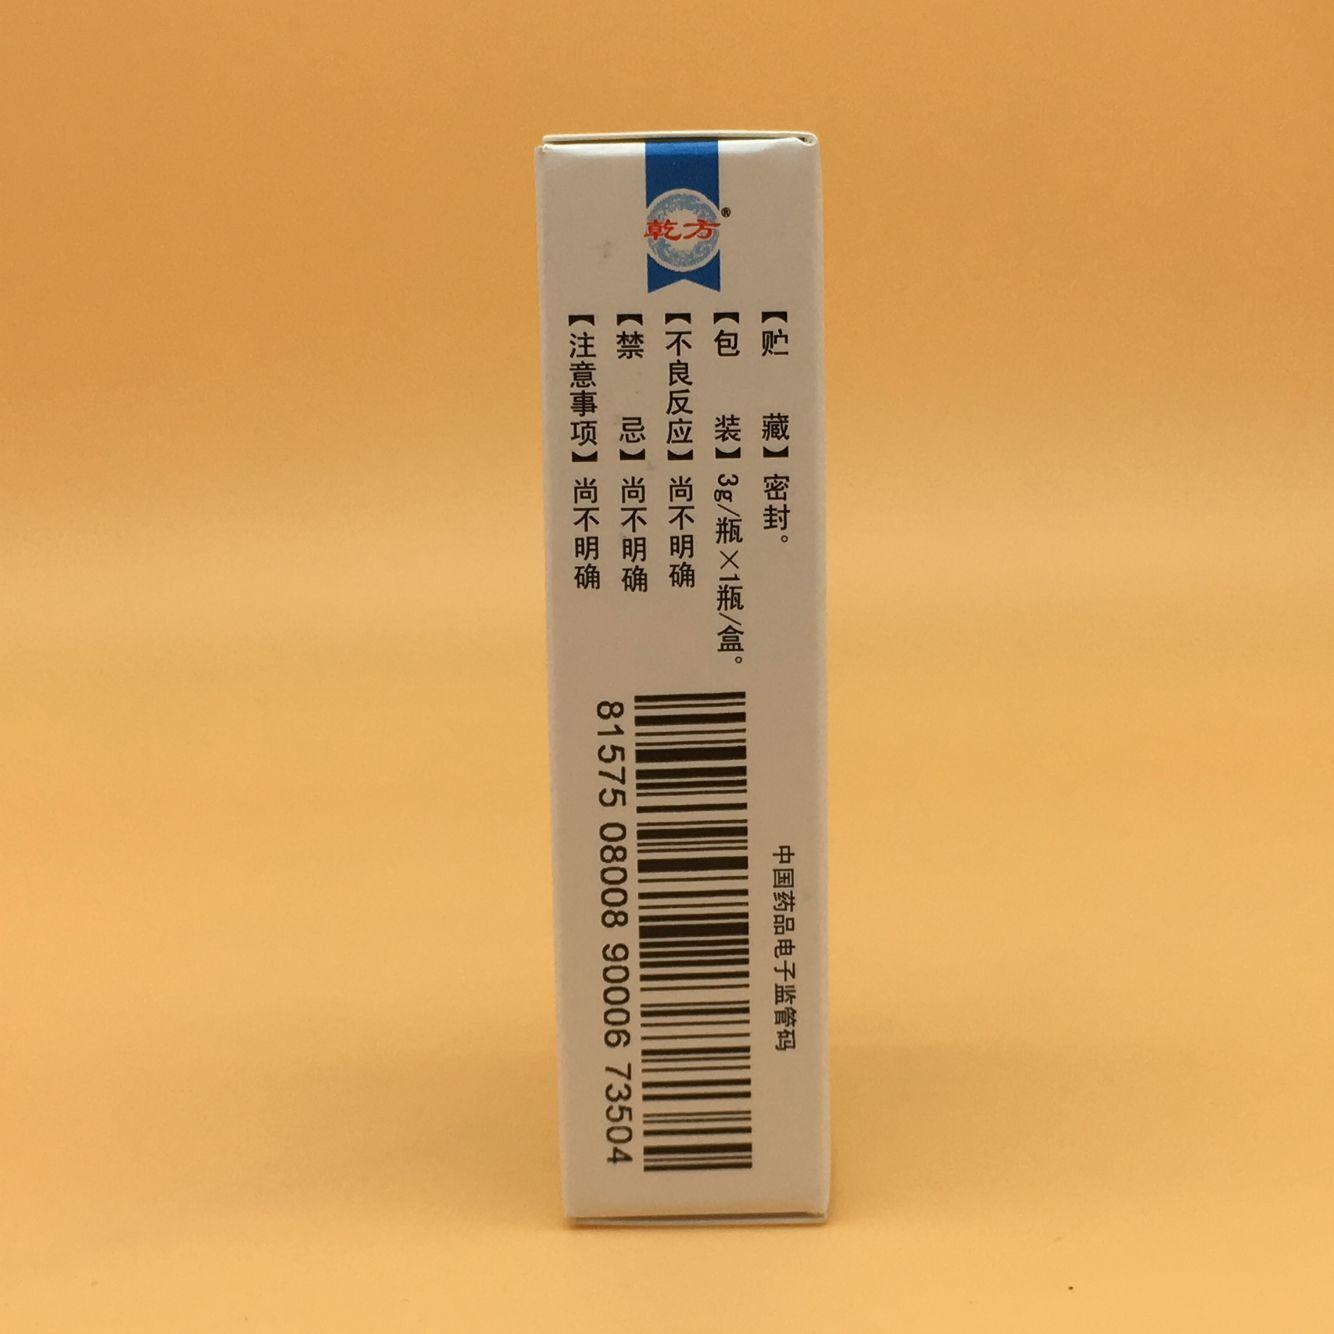 乾方®
【贮藏】密封。
【包装】3g/瓶×1瓶/盒。
【不良反应】尚不明确
【禁忌】尚不明确
【注意事项】尚不明确
中国药品电子监管码
81575 08008 90006 73504